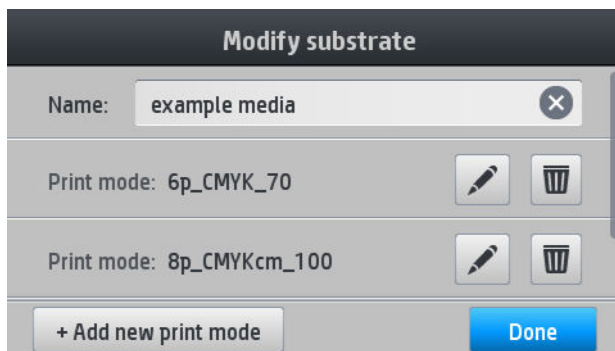 Modify substrate
Name: example media
Print mode: 6p_CMYK_70
Print mode: 8p_CMYKcm_100
+ Add new print mode Done